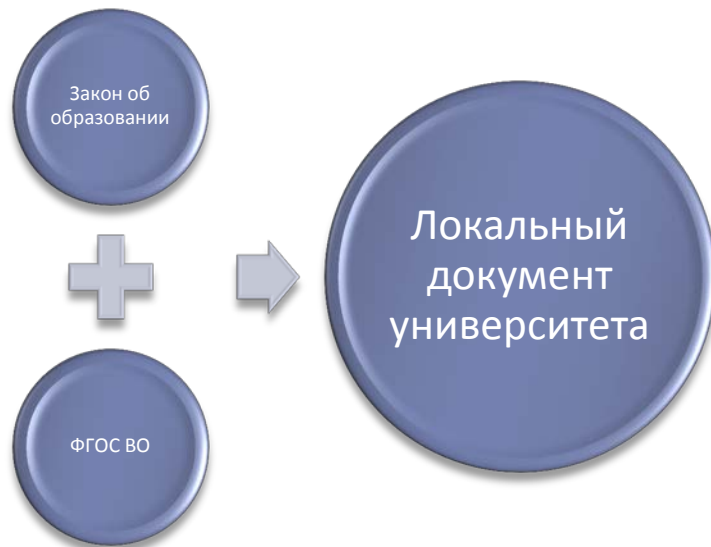 Закон об
образовании
ФГОС ВО
Локальный
документ
университета